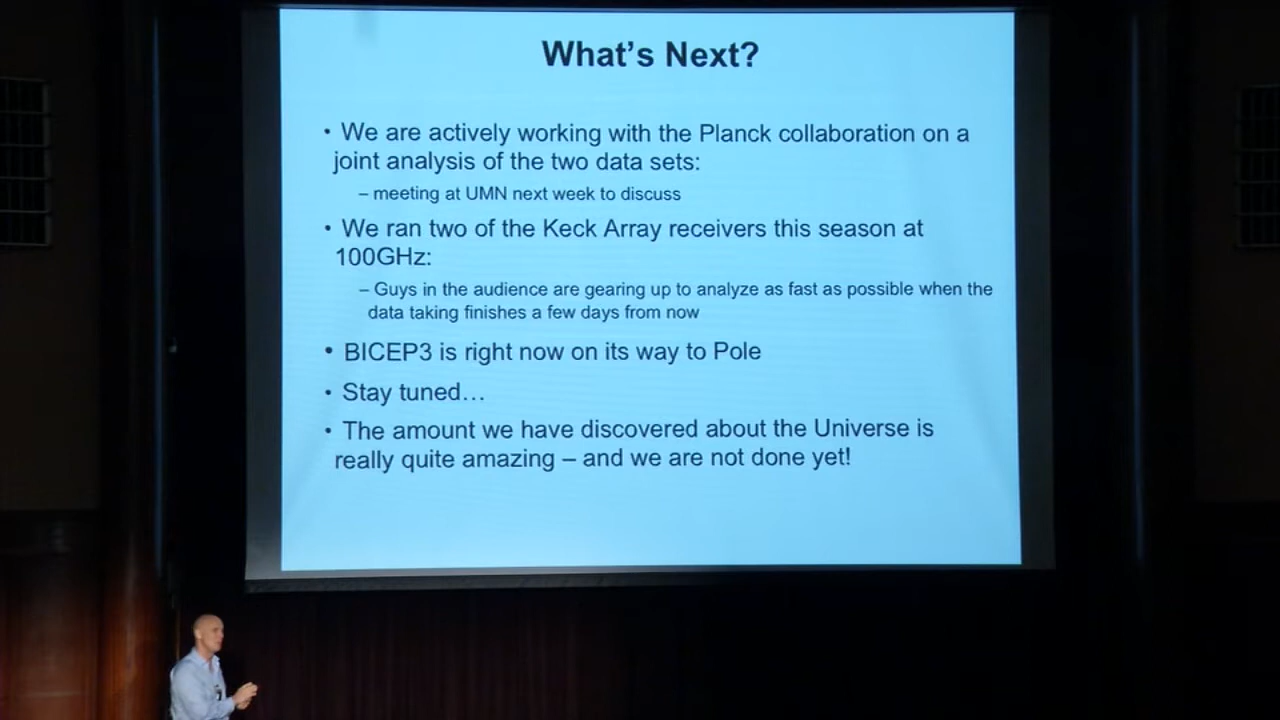 What’s Next?
• We are actively working with the Planck collaboration on a
joint analysis of the two data sets:
– meeting at UMN next week to discuss
• We ran two of the Keck Array receivers this season at
100GHz:
– Guys in the audience are gearing up to analyze as fast as possible when the
data taking finishes a few days from now
• BICEP3 is right now on its way to Pole
• Stay tuned…
• The amount we have discovered about the Universe is
really quite amazing – and we are not done yet!